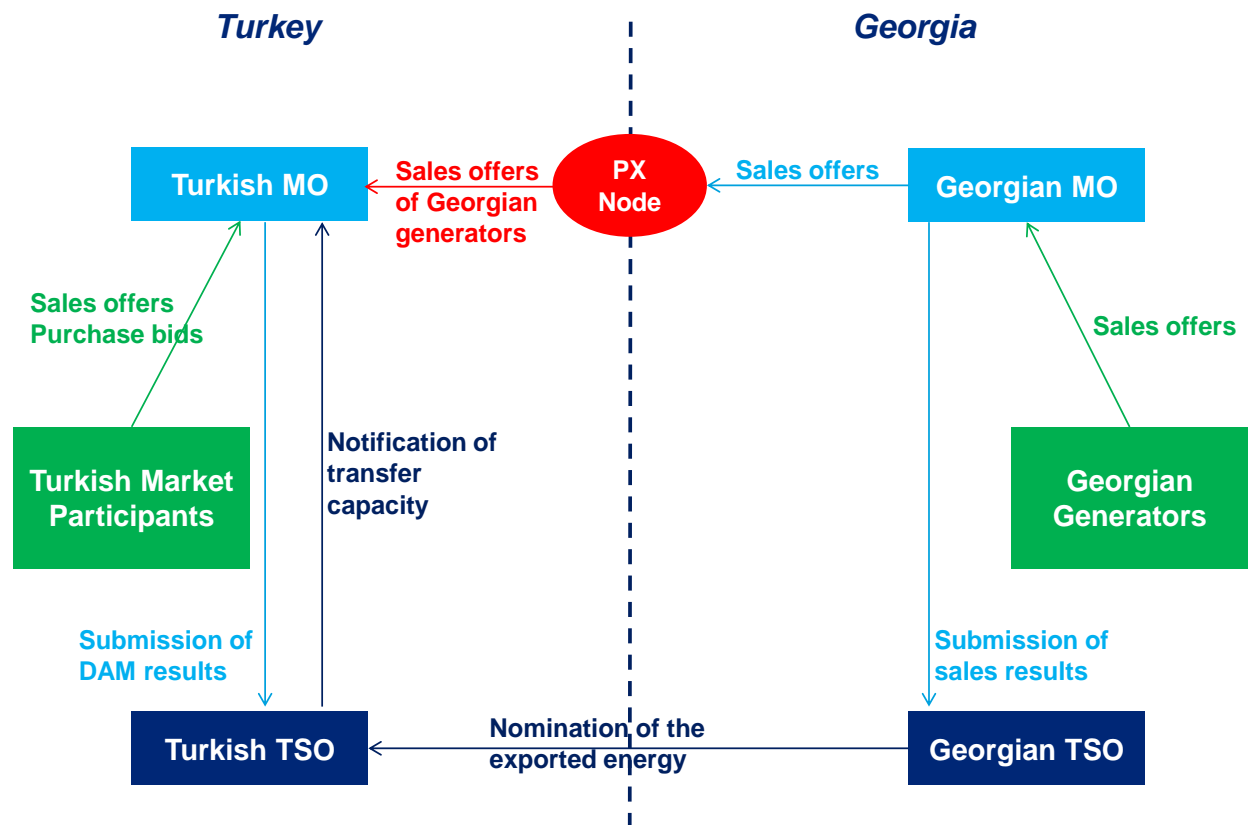 Turkey
Georgia
Turkish MO
Sales offers
of Georgian
generators
PX
Node
Sales offers
Georgian MO
Sales offers
Purchase bids
Sales offers
Turkish Market
Participants
Notification of
transfer
capacity
Georgian
Generators
Submission of
DAM results
Submission of
sales results
Turkish TSO
Nomination of the
exported energy
Georgian TSO